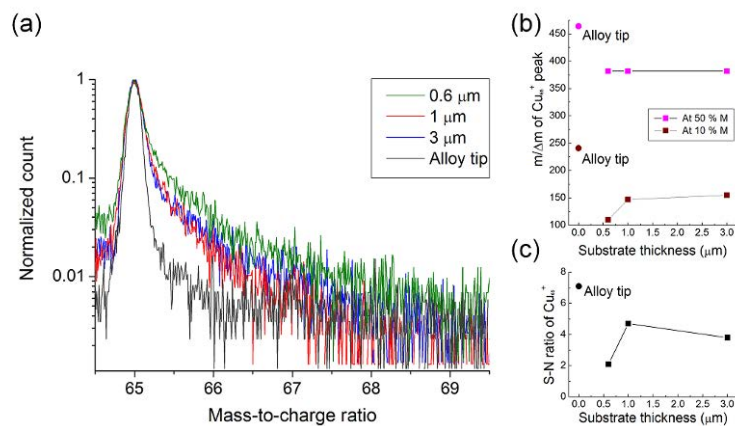 (a)
Normalized count
1
0.1
0.01
65
66
67
68
69
Mass-to-charge ratio
0.6 μm
1 μm
3 μm
Alloy tip
(b)
m/Δm of Cu₆₅⁺ peak
450
400
350
300
250
200
150
100
Alloy tip
Alloy tip
At 50 % M
At 10 % M
0.0 0.5 1.0 1.5 2.0 2.5 3.0
Substrate thickness (μm)
(c)
S-N ratio of Cu₆₅⁺
8
6
4
2
0
Alloy tip
0.0 0.5 1.0 1.5 2.0 2.5 3.0
Substrate thickness (μm)